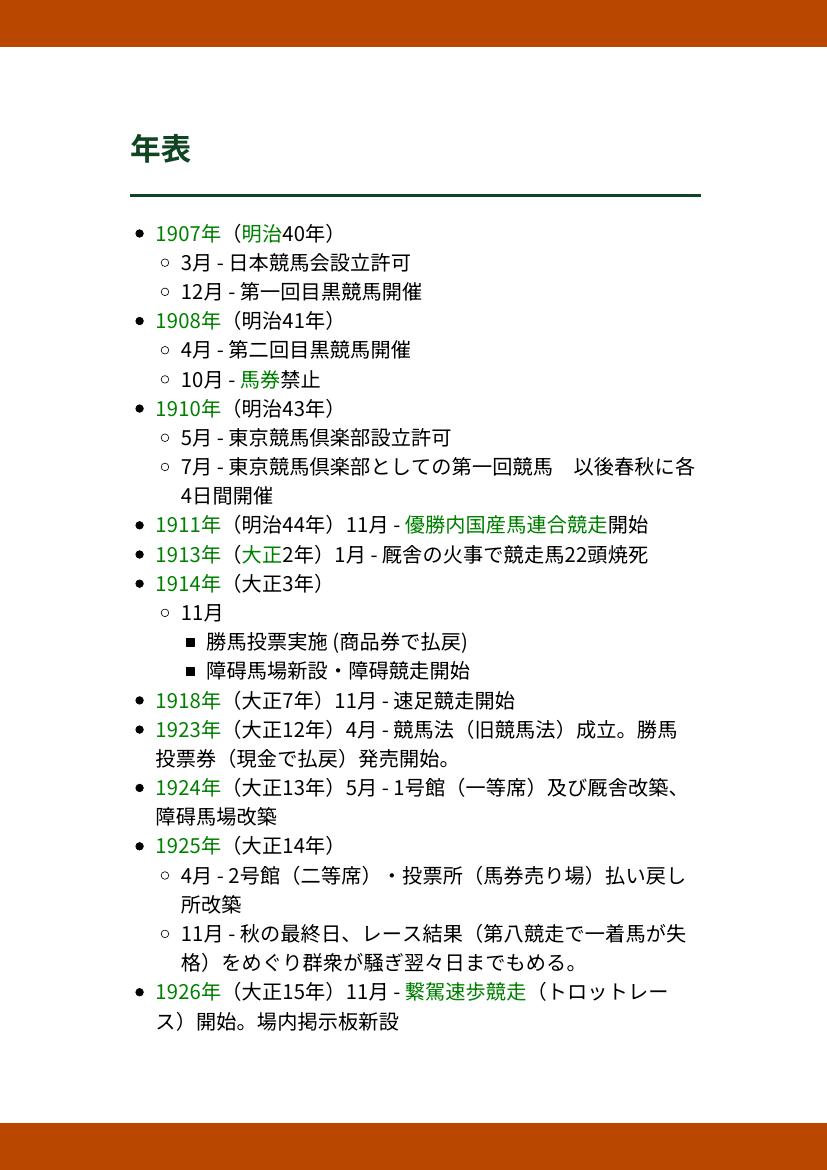 年表
1907年（明治40年）
3月 - 日本競馬会設立許可
12月 - 第一回目黒競馬開催
1908年（明治41年）
4月 - 第二回目黒競馬開催
10月 - 馬券禁止
1910年（明治43年）
5月 - 東京競馬倶楽部設立許可
7月 - 東京競馬倶楽部としての第一回競馬　以後春秋に各
4日間開催
1911年（明治44年）11月 - 優勝内国産馬連合競走開始
1913年（大正2年）1月 - 厩舎の火事で競走馬22頭焼死
1914年（大正3年）
11月
勝馬投票実施 (商品券で払戻)
障碍馬場新設・障碍競走開始
1918年（大正7年）11月 - 速足競走開始
1923年（大正12年）4月 - 競馬法（旧競馬法）成立。勝馬
投票券（現金で払戻）発売開始。
1924年（大正13年）5月 - 1号館（一等席）及び厩舎改築、
障碍馬場改築
1925年（大正14年）
4月 - 2号館（二等席）・投票所（馬券売り場）払い戻し
所改築
11月 - 秋の最終日、レース結果（第八競走で一着馬が失
格）をめぐり群衆が騒ぎ翌々日までもめる。
1926年（大正15年）11月 - 繋駕速歩競走（トロットレー
ス）開始。場内掲示板新設